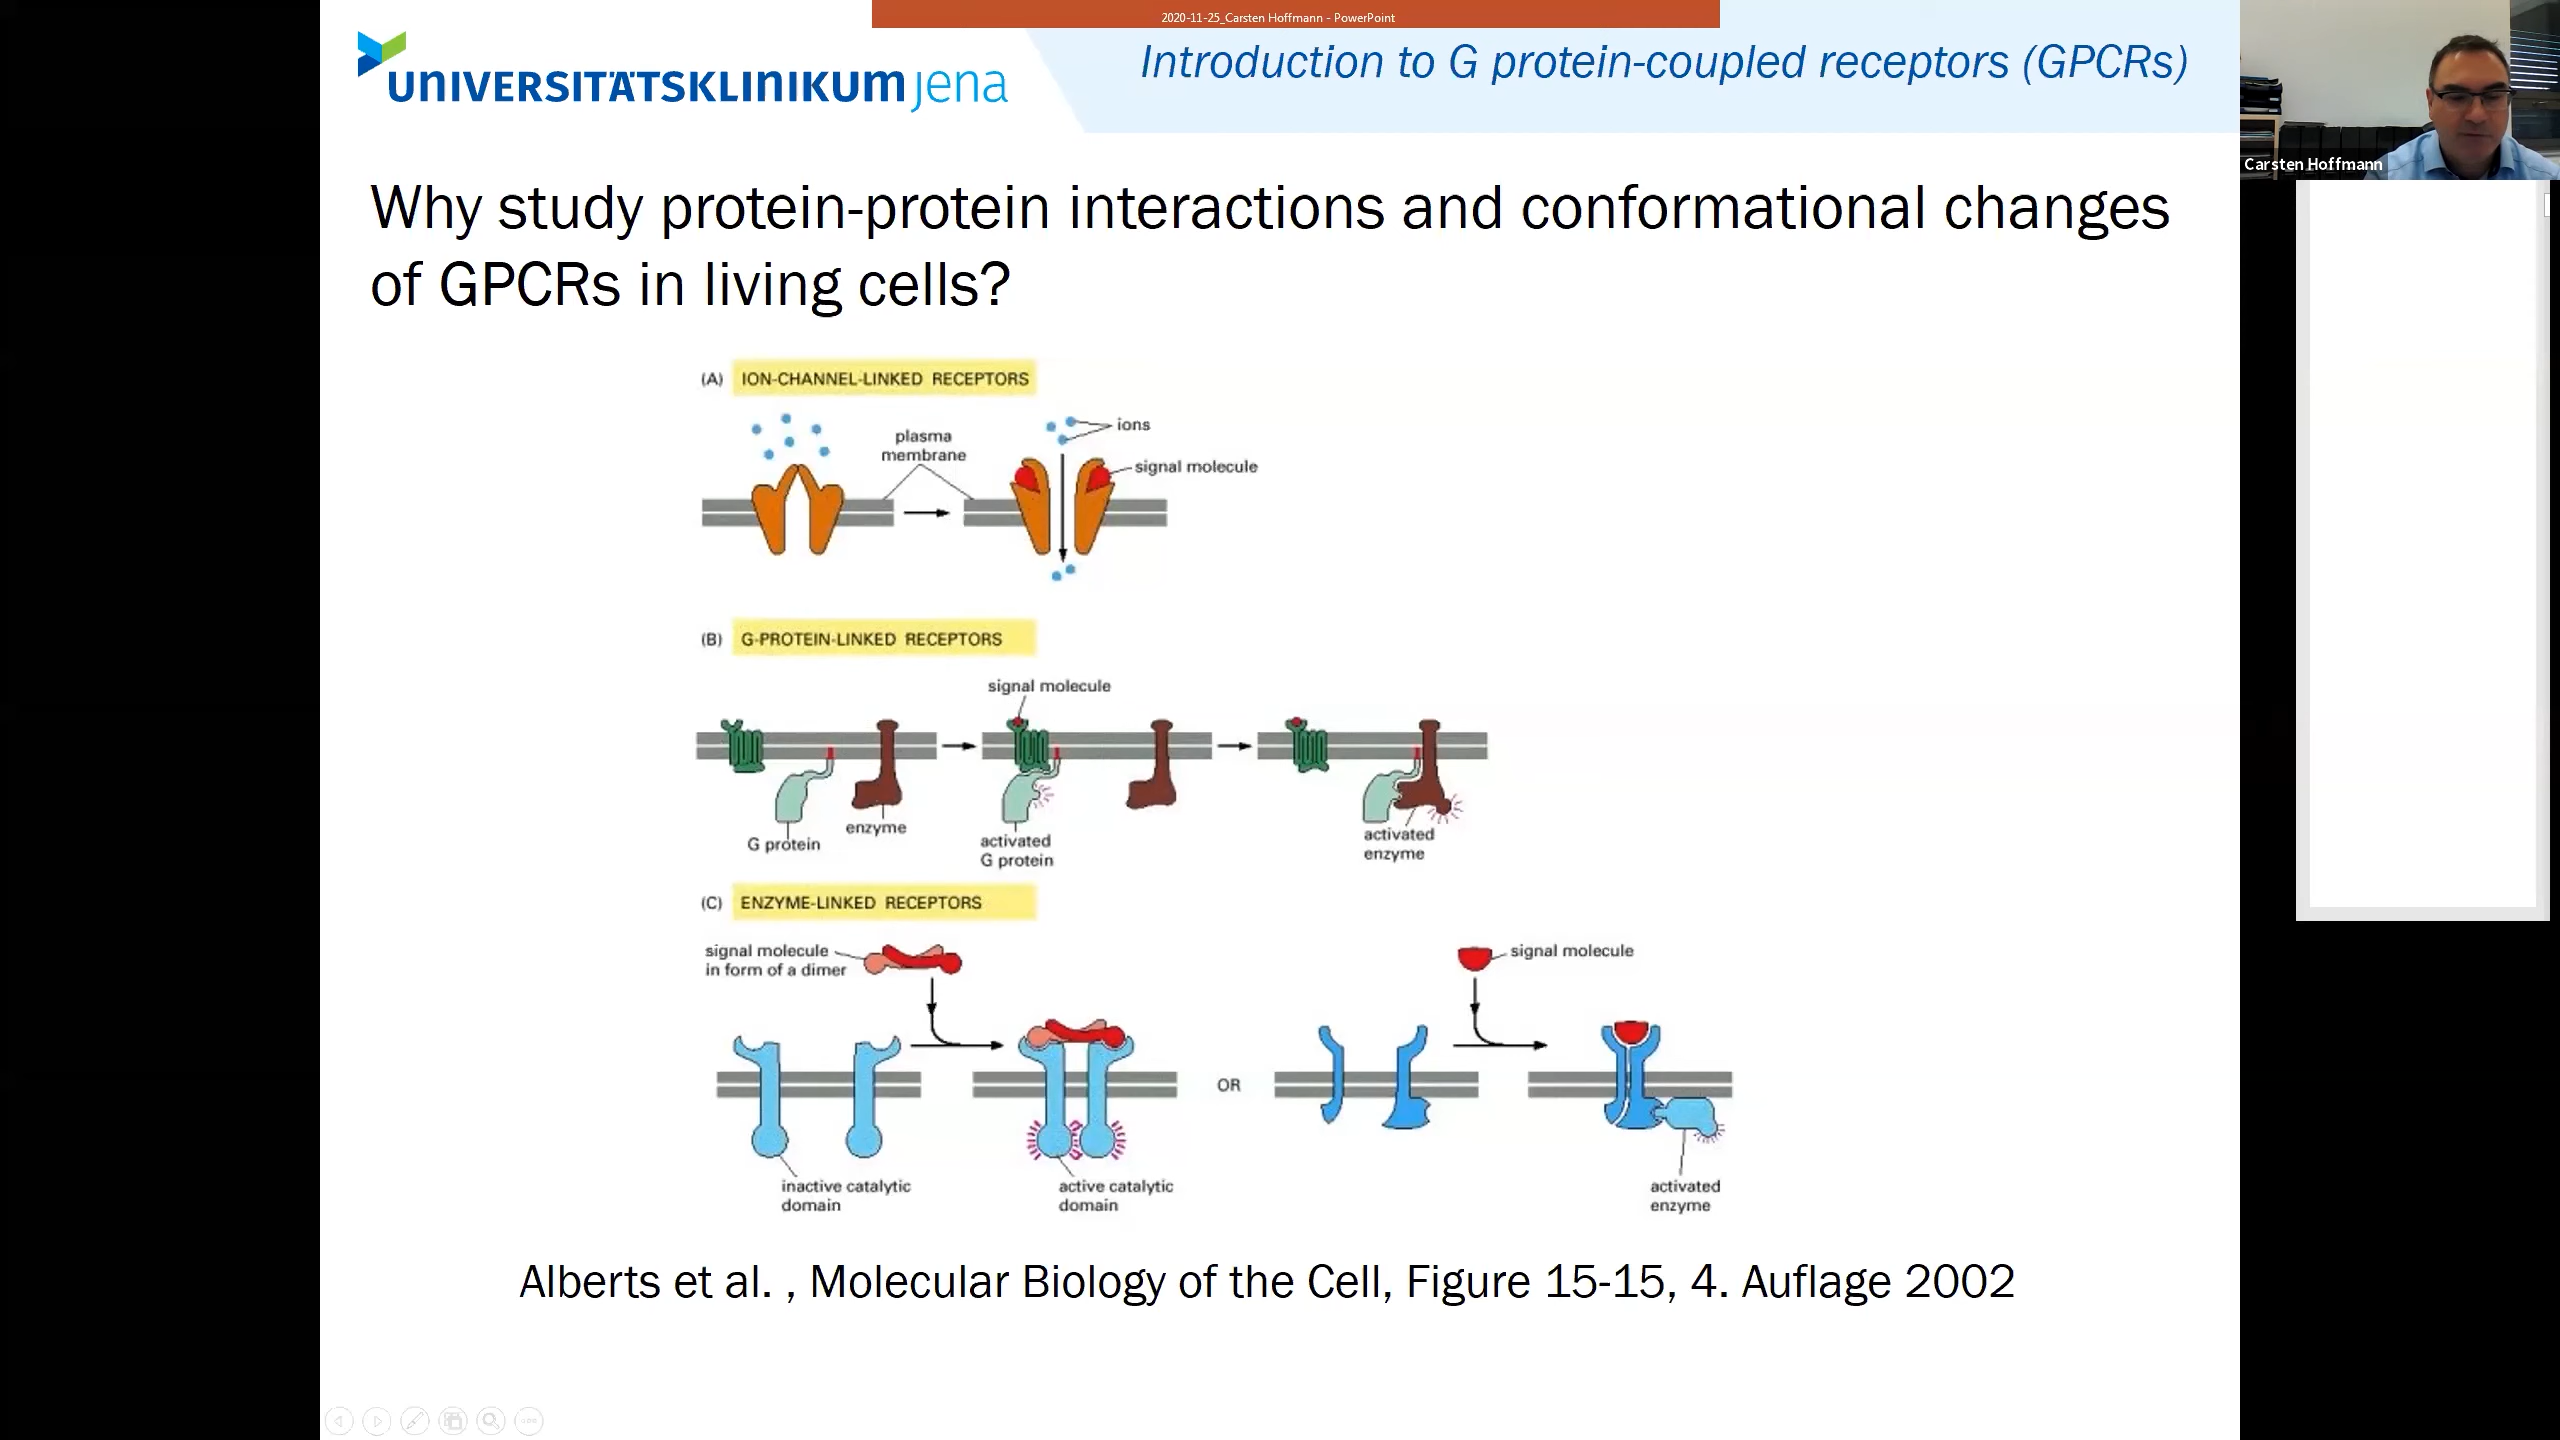 2020-11-25_Carsten Hoffmann - PowerPoint
UNIVERSITÄTSKLINIKUM jena
Introduction to G protein-coupled receptors (GPCRs)
Carsten Hoffmann
Why study protein-protein interactions and conformational changes
of GPCRs in living cells?
(A) ION-CHANNEL-LINKED RECEPTORS
plasma
membrane
ions
signal molecule
(B) G-PROTEIN-LINKED RECEPTORS
signal molecule
G protein
enzyme
activated
G protein
activated
enzyme
(C) ENZYME-LINKED RECEPTORS
signal molecule
in form of a dimer
signal molecule
OR
inactive catalytic
domain
active catalytic
domain
activated
enzyme
Alberts et al. , Molecular Biology of the Cell, Figure 15-15, 4. Auflage 2002